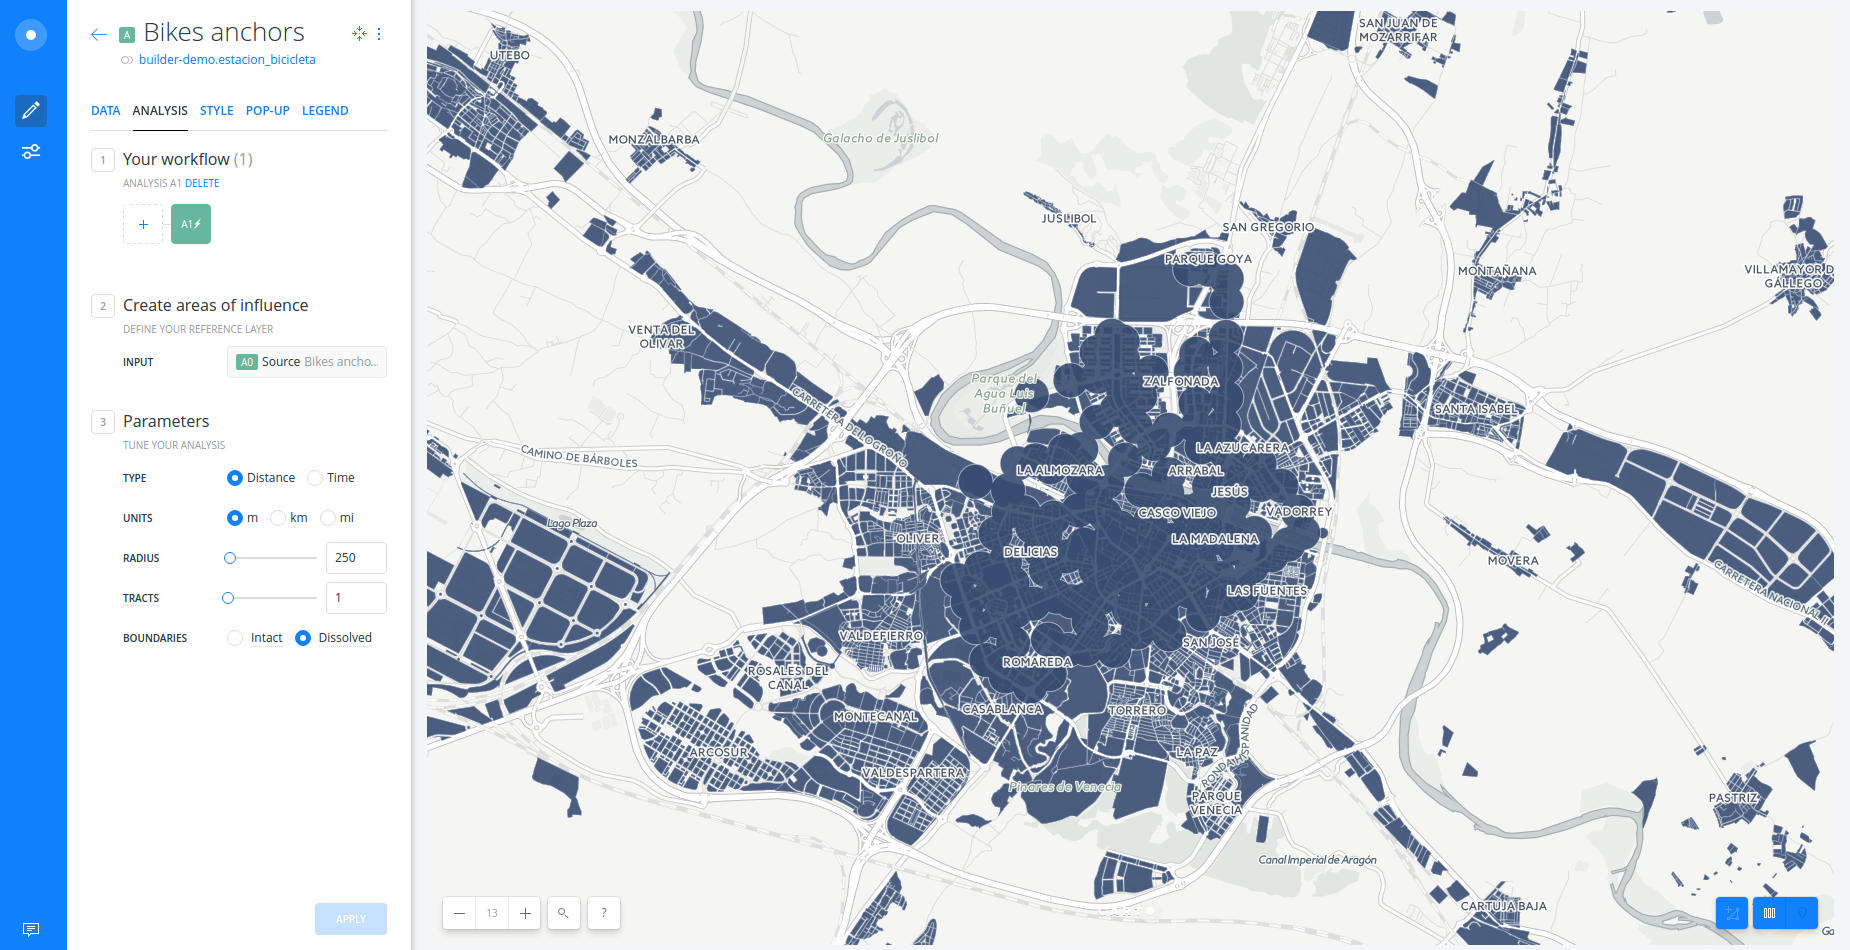 A Bikes anchors
builder-demo.estacion_bicicleta
DATA ANALYSIS STYLE POP-UP LEGEND
1 Your workflow (1)
ANALYSIS A1 DELETE
+ A1
2 Create areas of influence
DEFINE YOUR REFERENCE LAYER
INPUT A0 Source Bikes ancho...
3 Parameters
TUNE YOUR ANALYSIS
TYPE Distance Time
UNITS m km mi
RADIUS 250
TRACTS 1
BOUNDARIES Intact Dissolved
APPLY
SAN JUAN DE
MOZARRIFAR
UTEBO
MONZALBARBA
Galacho de Juslibol
JUSLIBOL
SAN GREGORIO
PARQUE GOYA
MONTAÑANA
VILLAMAYOR D
GÁLLEGO
VENTA DEL
OLIVAR
Parque del
Agua Luis
Buñuel
ZALFONADA
CARRETERA DE LOGROÑO
SANTA ISABEL
CAMINO DE BÁRBOLES
LA AZUCARERA
LA ALMOZARA
ARRABAL
JESÚS
Lago Plaza
CASCO VIEJO
VADORREY
OLIVER
LA MADALENA
DELICIAS
MOVERA
CARRETERA NACIONAL
LAS FUENTES
VALDEFIERRO
SAN JOSÉ
ROSALES DEL
CANAL
ROMAREDA
CASABLANCA
TORRERO
MONTECANAL
RONDA HISPANIDAD
ARCOSUR
LA PAZ
VALDESPARTERA
Pinares de Venecia
PARQUE
VENECIA
PASTRIZ
Canal Imperial de Aragón
CARTUJA BAJA
Ga
− 13 + ?